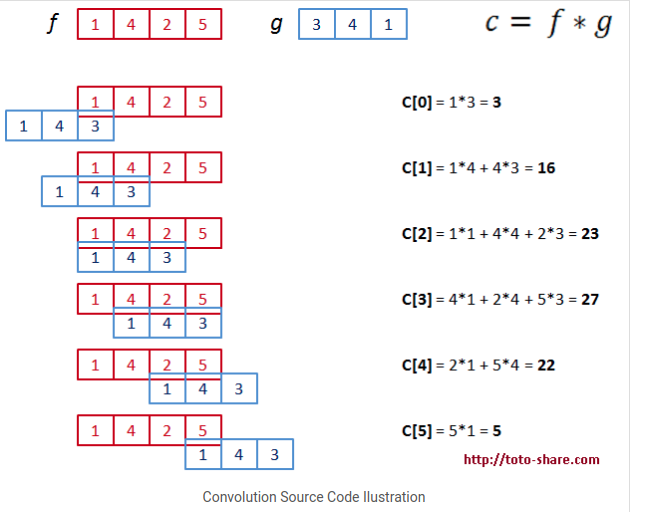 f 1 4 2 5 g 3 4 1 c = f * g
1 4 2 5 C[0] = 1*3 = 3
1 4 3
1 4 2 5 C[1] = 1*4 + 4*3 = 16
1 4 3
1 4 2 5 C[2] = 1*1 + 4*4 + 2*3 = 23
1 4 3
1 4 2 5 C[3] = 4*1 + 2*4 + 5*3 = 27
1 4 3
1 4 2 5 C[4] = 2*1 + 5*4 = 22
1 4 3
1 4 2 5 C[5] = 5*1 = 5
1 4 3
http://toto-share.com
Convolution Source Code Ilustration